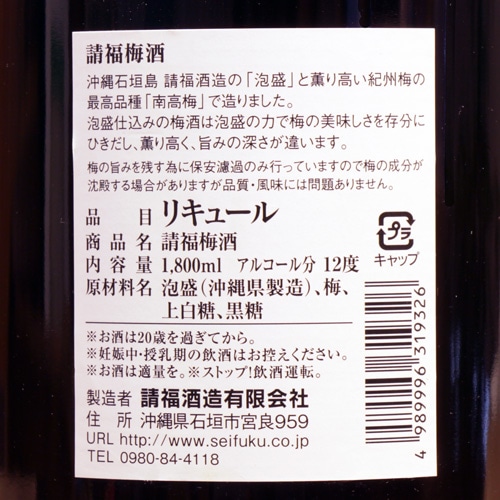 請福梅酒
沖縄石垣島 請福酒造の「泡盛」と薫り高い紀州梅の
最高品種「南高梅」で造りました。
泡盛仕込みの梅酒は泡盛の力で梅の美味しさを存分に
ひきだし、薫り高く、旨みの深さが違います。
梅の旨みを残す為に保安濾過のみ行っていますので梅の成分が
沈殿する場合がありますが品質・風味には問題ありません。
品目 リキュール
商品名 請福梅酒
内容量 1,800ml アルコール分 12度
原材料名 泡盛(沖縄県製造)、梅、
上白糖、黒糖
プラ
キャップ
※お酒は20歳を過ぎてから。
※妊娠中・授乳期の飲酒はお控えください。
※お酒は適量を。※ストップ!飲酒運転。
製造者 請福酒造有限会社
住所 沖縄県石垣市宮良959
URL http://www.seifuku.co.jp
TEL 0980-84-4118
4 989996 319326